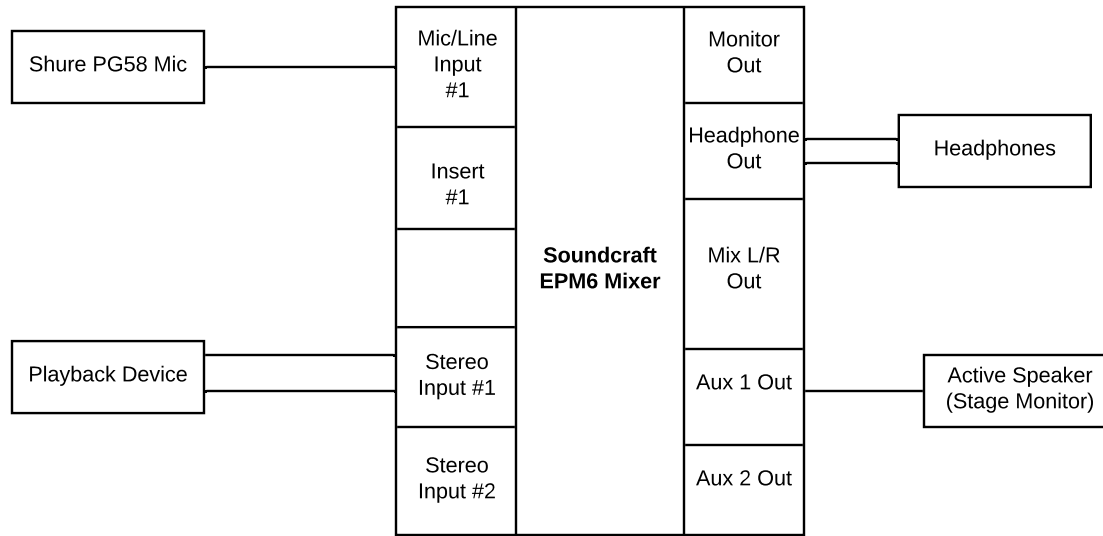 Shure PG58 Mic
Mic/Line
Input
#1
Insert
#1
Playback Device
Stereo
Input #1
Stereo
Input #2
Soundcraft
EPM6 Mixer
Monitor
Out
Headphone
Out
Mix L/R
Out
Aux 1 Out
Aux 2 Out
Headphones
Active Speaker
(Stage Monitor)